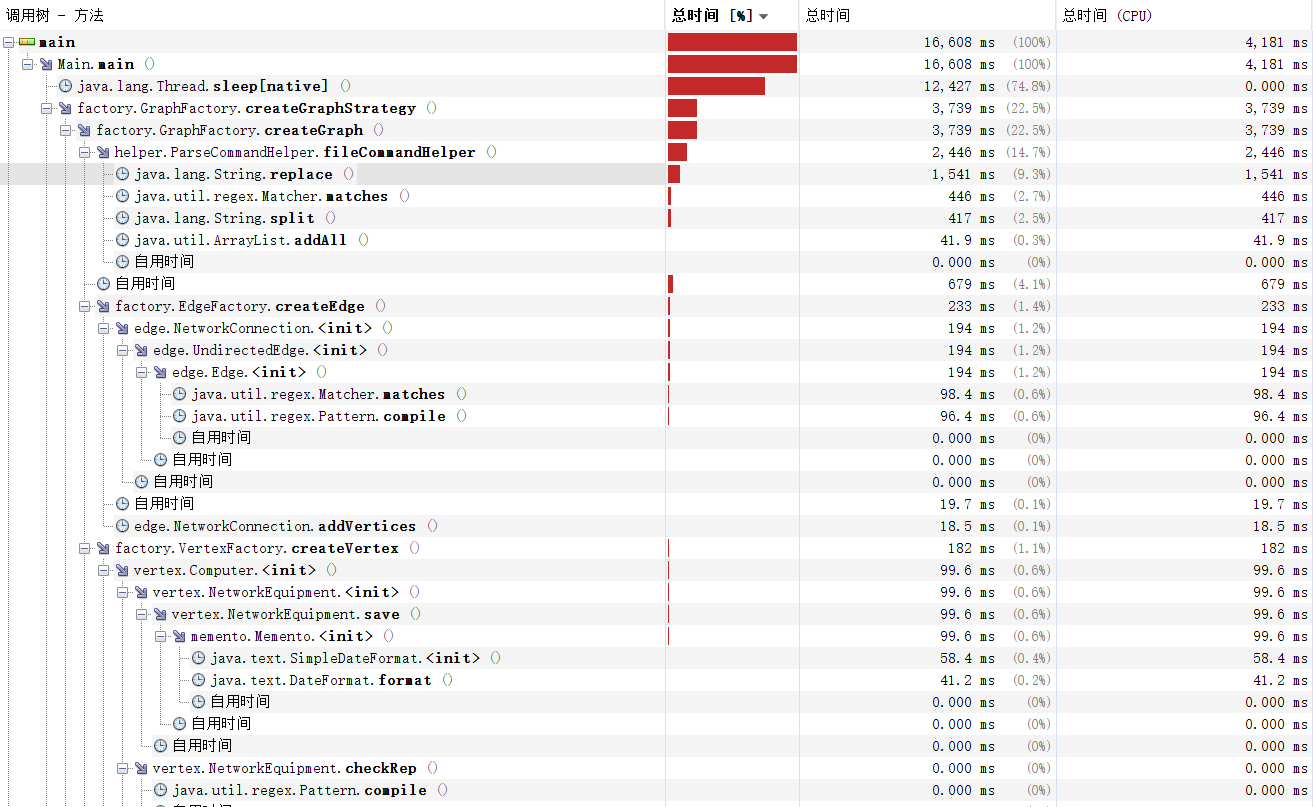 调用树 - 方法 总时间 [%] 总时间 总时间 (CPU)
main 16,608 ms (100%) 4,181 ms
Main.main () 16,608 ms (100%) 4,181 ms
java.lang.Thread.sleep[native] () 12,427 ms (74.8%) 0.000 ms
factory.GraphFactory.createGraphStrategy () 3,739 ms (22.5%) 3,739 ms
factory.GraphFactory.createGraph () 3,739 ms (22.5%) 3,739 ms
helper.ParseCommandHelper.fileCommandHelper () 2,446 ms (14.7%) 2,446 ms
java.lang.String.replace () 1,541 ms (9.3%) 1,541 ms
java.util.regex.Matcher.matches () 446 ms (2.7%) 446 ms
java.lang.String.split () 417 ms (2.5%) 417 ms
java.util.ArrayList.addAll () 41.9 ms (0.3%) 41.9 ms
自用时间 0.000 ms (0%) 0.000 ms
自用时间 679 ms (4.1%) 679 ms
factory.EdgeFactory.createEdge () 233 ms (1.4%) 233 ms
edge.NetworkConnection.<init> () 194 ms (1.2%) 194 ms
edge.UndirectedEdge.<init> () 194 ms (1.2%) 194 ms
edge.Edge.<init> () 194 ms (1.2%) 194 ms
java.util.regex.Matcher.matches () 98.4 ms (0.6%) 98.4 ms
java.util.regex.Pattern.compile () 96.4 ms (0.6%) 96.4 ms
自用时间 0.000 ms (0%) 0.000 ms
自用时间 0.000 ms (0%) 0.000 ms
自用时间 0.000 ms (0%) 0.000 ms
自用时间 19.7 ms (0.1%) 19.7 ms
edge.NetworkConnection.addVertices () 18.5 ms (0.1%) 18.5 ms
factory.VertexFactory.createVertex () 182 ms (1.1%) 182 ms
vertex.Computer.<init> () 99.6 ms (0.6%) 99.6 ms
vertex.NetworkEquipment.<init> () 99.6 ms (0.6%) 99.6 ms
vertex.NetworkEquipment.save () 99.6 ms (0.6%) 99.6 ms
memento.Memento.<init> () 99.6 ms (0.6%) 99.6 ms
java.text.SimpleDateFormat.<init> () 58.4 ms (0.4%) 58.4 ms
java.text.DateFormat.format () 41.2 ms (0.2%) 41.2 ms
自用时间 0.000 ms (0%) 0.000 ms
自用时间 0.000 ms (0%) 0.000 ms
自用时间 0.000 ms (0%) 0.000 ms
vertex.NetworkEquipment.checkRep () 0.000 ms (0%) 0.000 ms
java.util.regex.Pattern.compile () 0.000 ms (0%) 0.000 ms